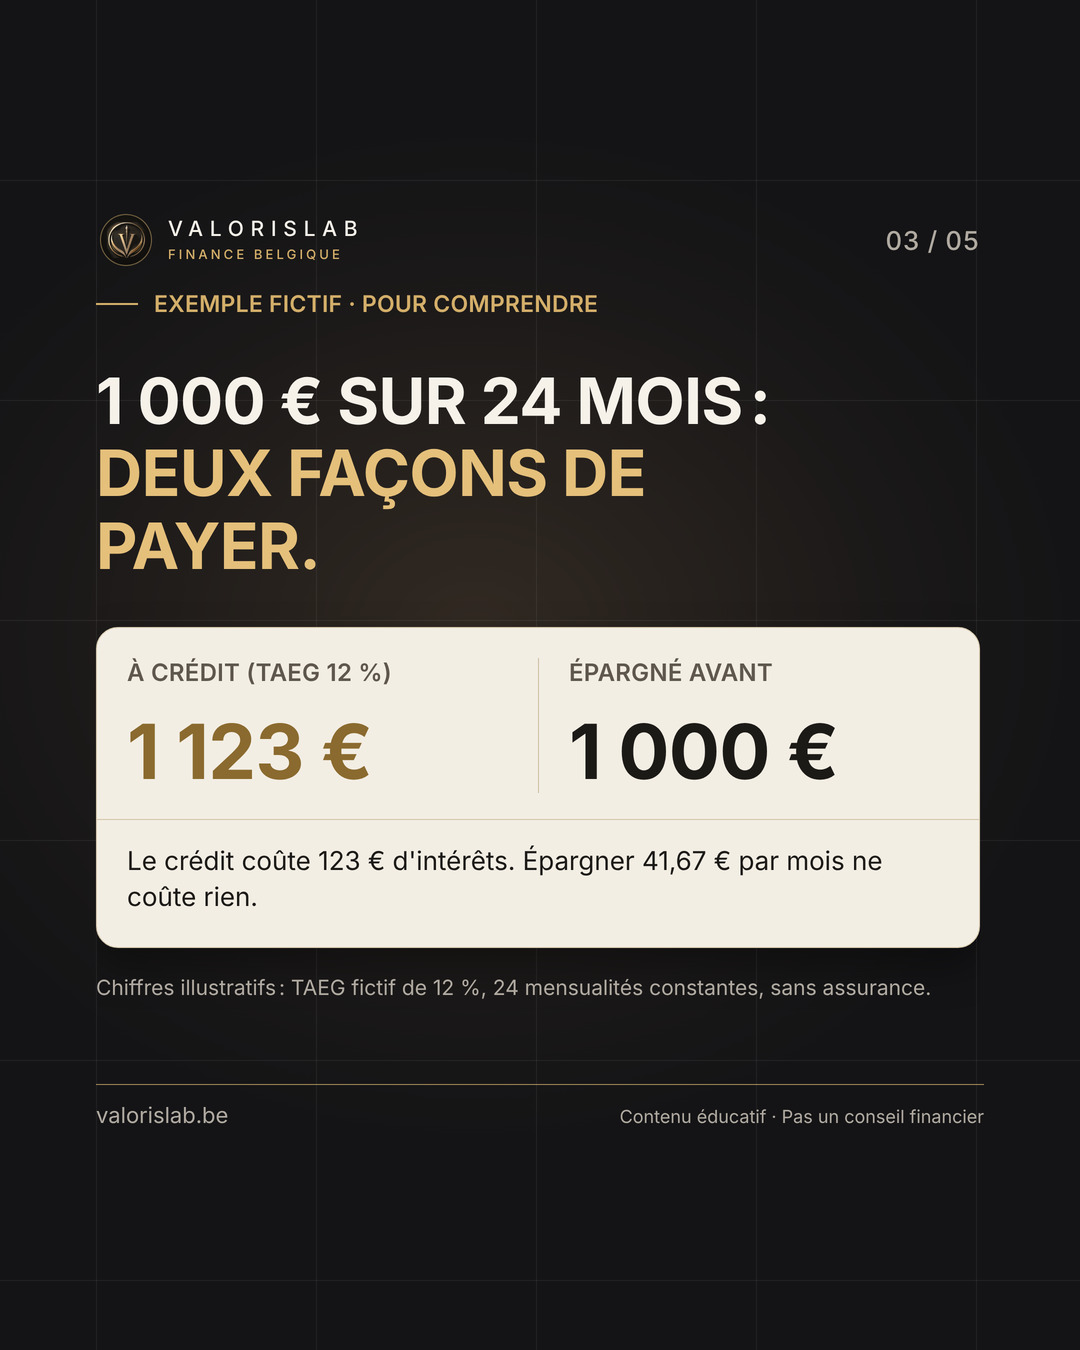 VALORISLAB
FINANCE BELGIQUE
03 / 05
EXEMPLE FICTIF · POUR COMPRENDRE
1 000 € SUR 24 MOIS :
DEUX FAÇONS DE
PAYER.
À CRÉDIT (TAEG 12 %)
1 123 €
ÉPARGNÉ AVANT
1 000 €
Le crédit coûte 123 € d'intérêts. Épargner 41,67 € par mois ne
coûte rien.
Chiffres illustratifs : TAEG fictif de 12 %, 24 mensualités constantes, sans assurance.
valorislab.be
Contenu éducatif · Pas un conseil financier